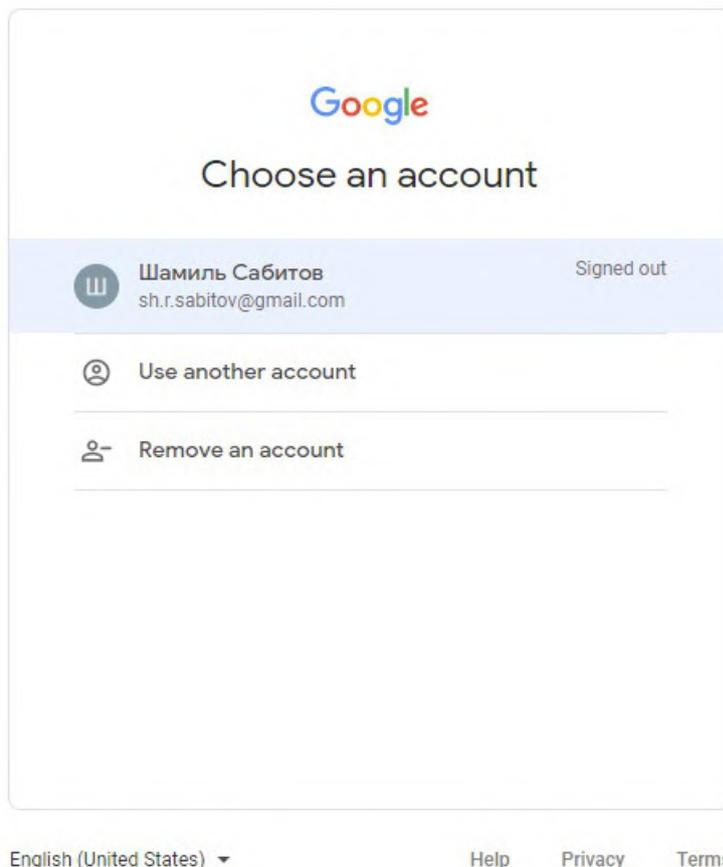 Google
Choose an account
Ш
Шамиль Сабитов
Signed out
sh.r.sabitov@gmail.com
Use another account
Remove an account
English (United States)
Help
Privacy
Term